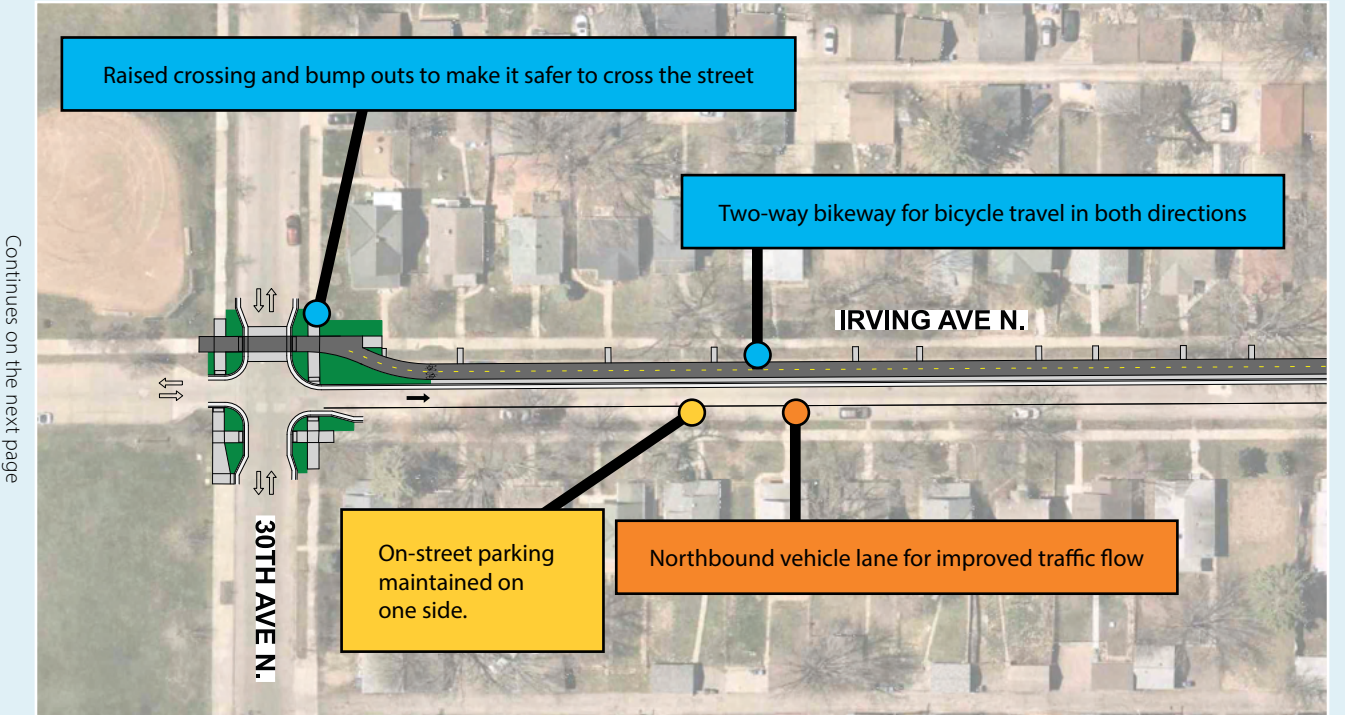 Raised crossing and bump outs to make it safer to cross the street
Two-way bikeway for bicycle travel in both directions
IRVING AVE N.
Continues on the next page
On-street parking
maintained on
one side.
Northbound vehicle lane for improved traffic flow
30TH AVE N.